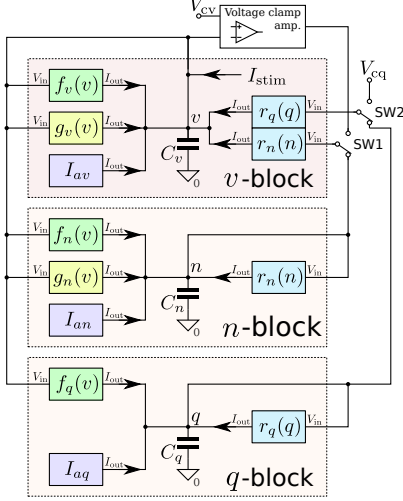 V_cv
Voltage clamp
amp.
V_in f_v(v) I_out
I_stim
V_cq
V_in g_v(v) I_out v I_out r_q(q) V_in SW2
I_out r_n(n) V_in SW1
I_av I_out C_v
0 v-block
V_in f_n(v) I_out
V_in g_n(v) I_out n I_out r_n(n) V_in
I_an I_out C_n
0 n-block
V_in f_q(v) I_out
q I_out r_q(q) V_in
I_aq I_out C_q
0 q-block